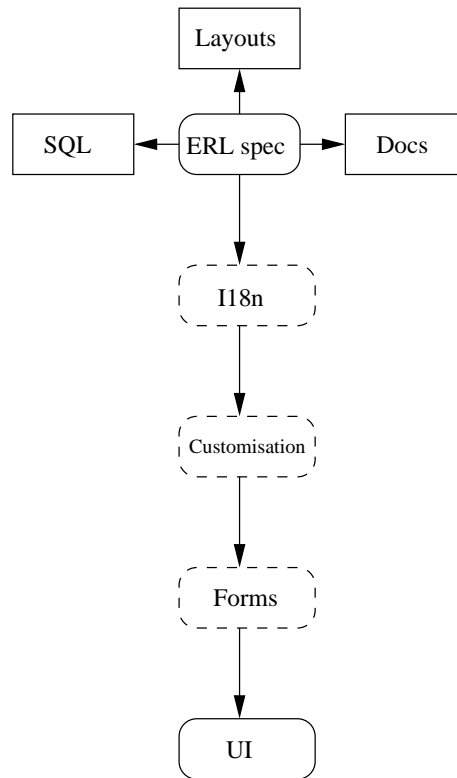 Layouts
SQL
ERL spec
Docs
I18n
Customisation
Forms
UI